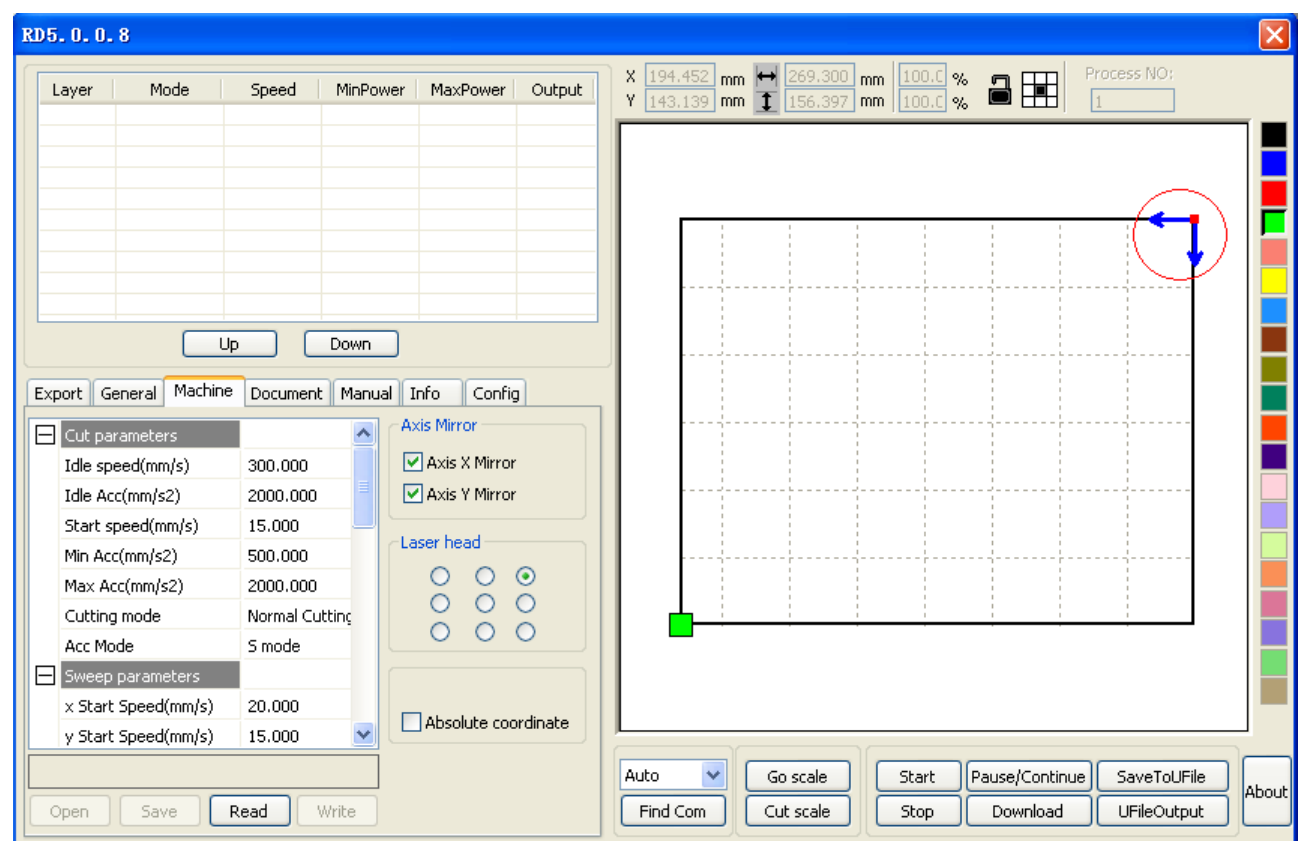 RD5.0.0.8
Layer Mode Speed MinPower MaxPower Output
X 194.452 mm 269.300 mm 100.0 % Process NO:
Y 143.139 mm 156.397 mm 100.0 % 1
Up Down
Export General Machine Document Manual Info Config
Cut parameters
Idle speed(mm/s) 300.000
Idle Acc(mm/s2) 2000.000
Start speed(mm/s) 15.000
Min Acc(mm/s2) 500.000
Max Acc(mm/s2) 2000.000
Cutting mode Normal Cutting
Acc Mode S mode
Sweep parameters
x Start Speed(mm/s) 20.000
y Start Speed(mm/s) 15.000
Axis Mirror
Axis X Mirror
Axis Y Mirror
Laser head
Absolute coordinate
Open Save Read Write
Auto Go scale Start Pause/Continue SaveToUFile About
Find Com Cut scale Stop Download UFileOutput